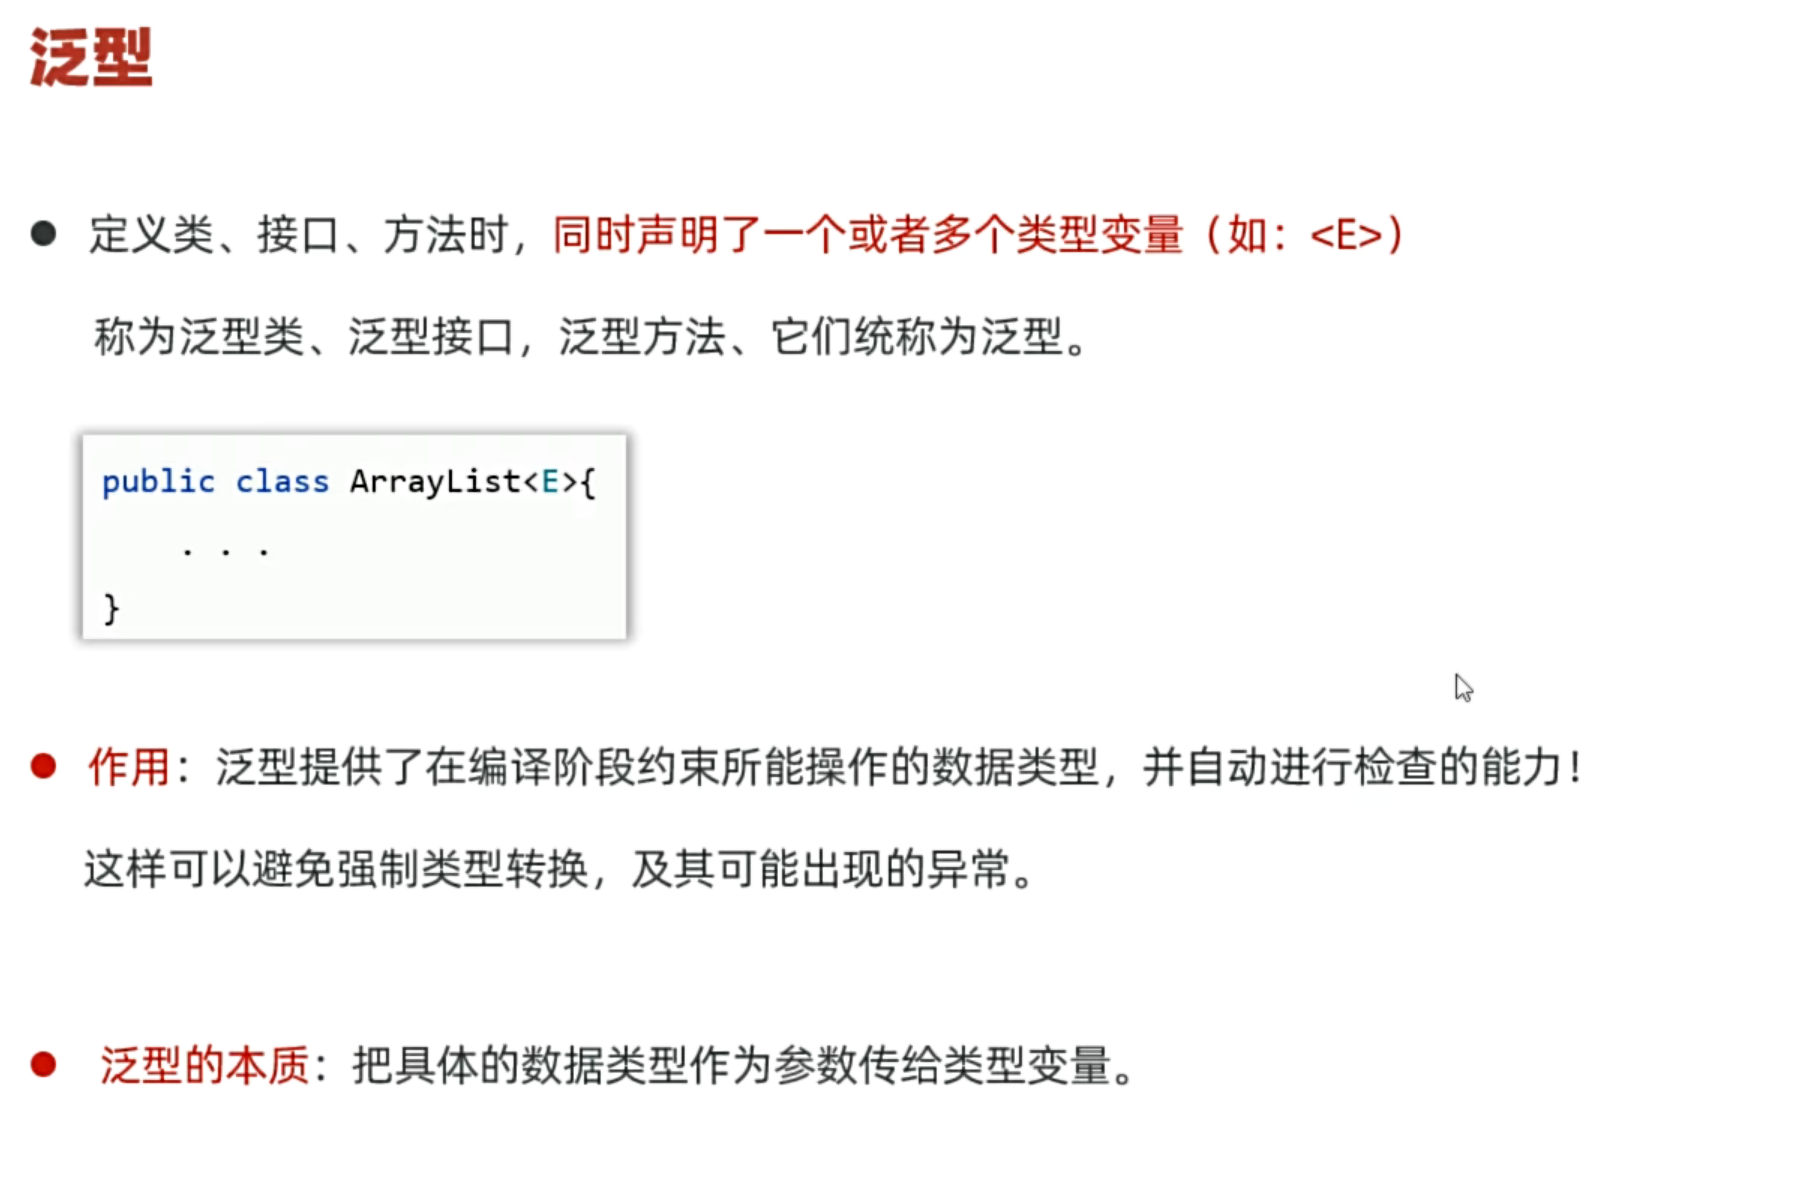 泛型
定义类、接口、方法时，同时声明了一个或者多个类型变量（如：<E>）
称为泛型类、泛型接口，泛型方法、它们统称为泛型。
public class ArrayList<E>{
. . .
}
作用：泛型提供了在编译阶段约束所能操作的数据类型，并自动进行检查的能力！
这样可以避免强制类型转换，及其可能出现的异常。
泛型的本质：把具体的数据类型作为参数传给类型变量。